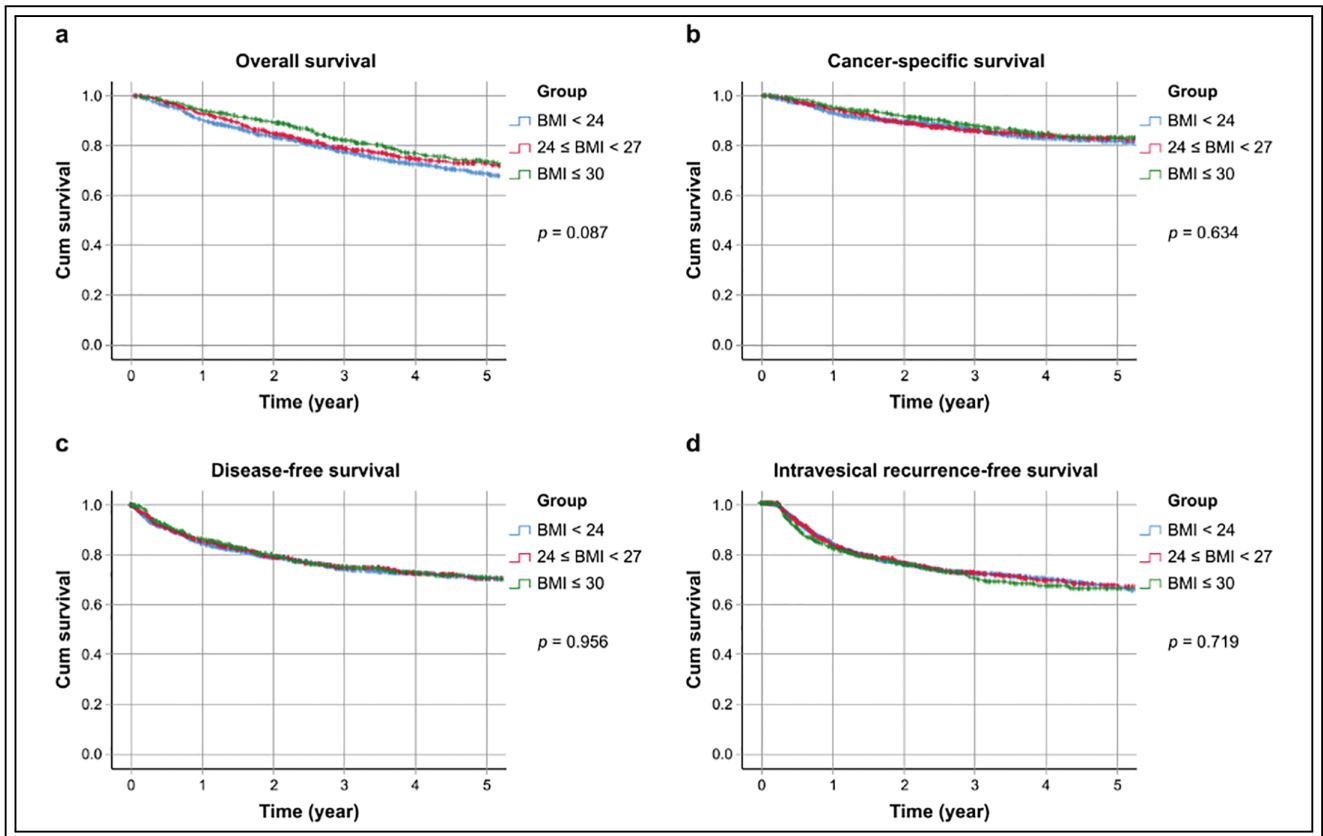 a
Overall survival
Cum survival
1.0
0.8
0.6
0.4
0.2
0.0
0 1 2 3 4 5
Time (year)
Group
BMI < 24
24 ≤ BMI < 27
BMI ≤ 30
p = 0.087
b
Cancer-specific survival
Cum survival
1.0
0.8
0.6
0.4
0.2
0.0
0 1 2 3 4 5
Time (year)
Group
BMI < 24
24 ≤ BMI < 27
BMI ≤ 30
p = 0.634
c
Disease-free survival
Cum survival
1.0
0.8
0.6
0.4
0.2
0.0
0 1 2 3 4 5
Time (year)
Group
BMI < 24
24 ≤ BMI < 27
BMI ≤ 30
p = 0.956
d
Intravesical recurrence-free survival
Cum survival
1.0
0.8
0.6
0.4
0.2
0.0
0 1 2 3 4 5
Time (year)
Group
BMI < 24
24 ≤ BMI < 27
BMI ≤ 30
p = 0.719